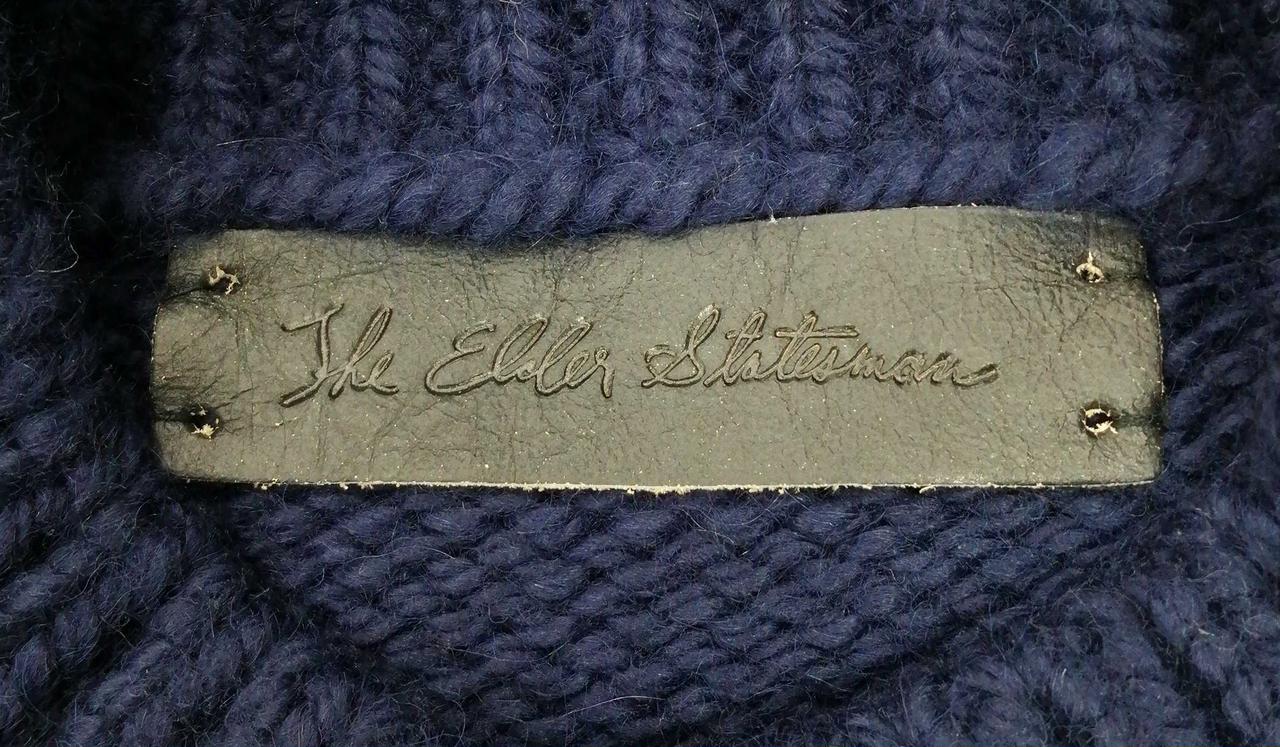 The Elder Statesman